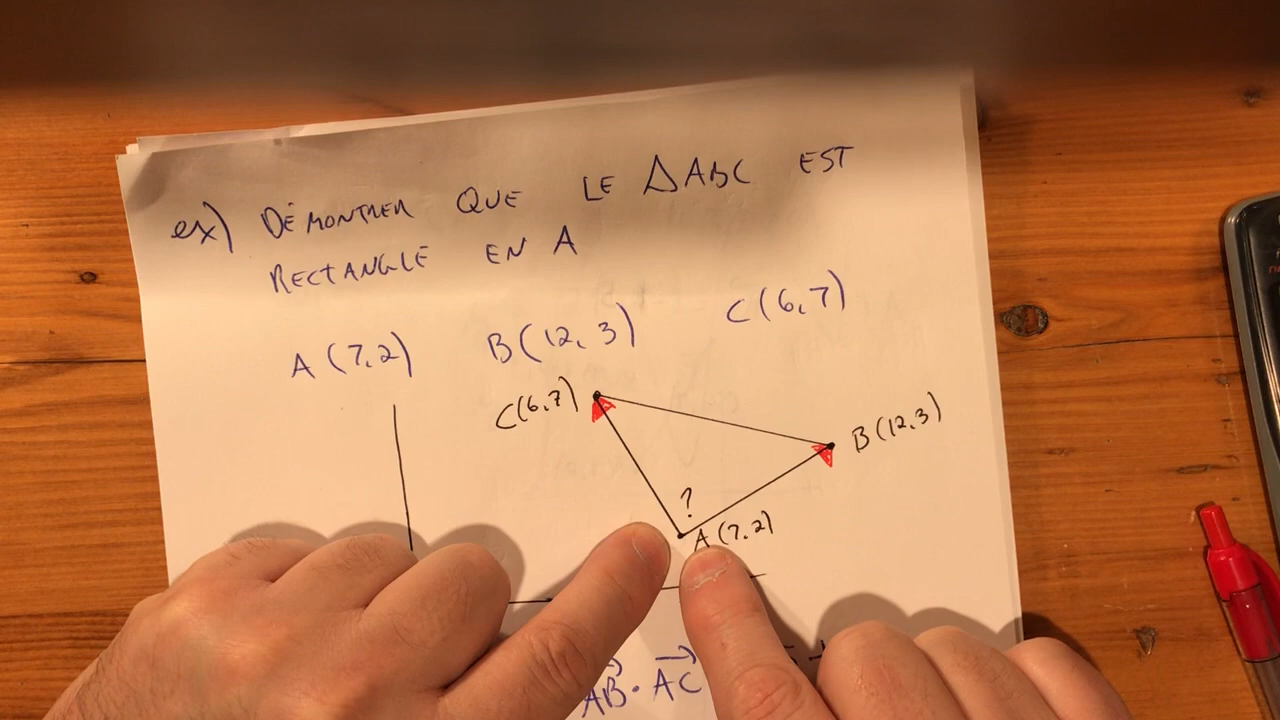 ex) DÉMONTRER QUE LE ΔABC EST
RECTANGLE EN A
A(7,2) B(12,3) C(6,7)
C(6,7)
B(12,3)
?
A(7,2)
AB · AC